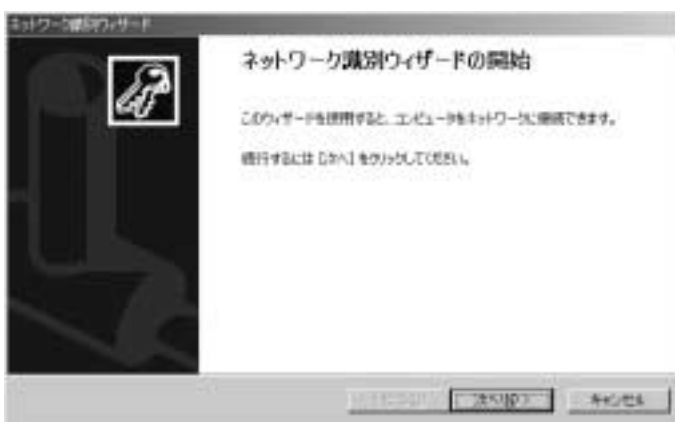 ネットワーク識別ウィザード
ネットワーク識別ウィザードの開始
このウィザードを使用すると、コンピュータをネットワークに接続できます。
続行するには [次へ] をクリックしてください。
次へ(N) >
キャンセル